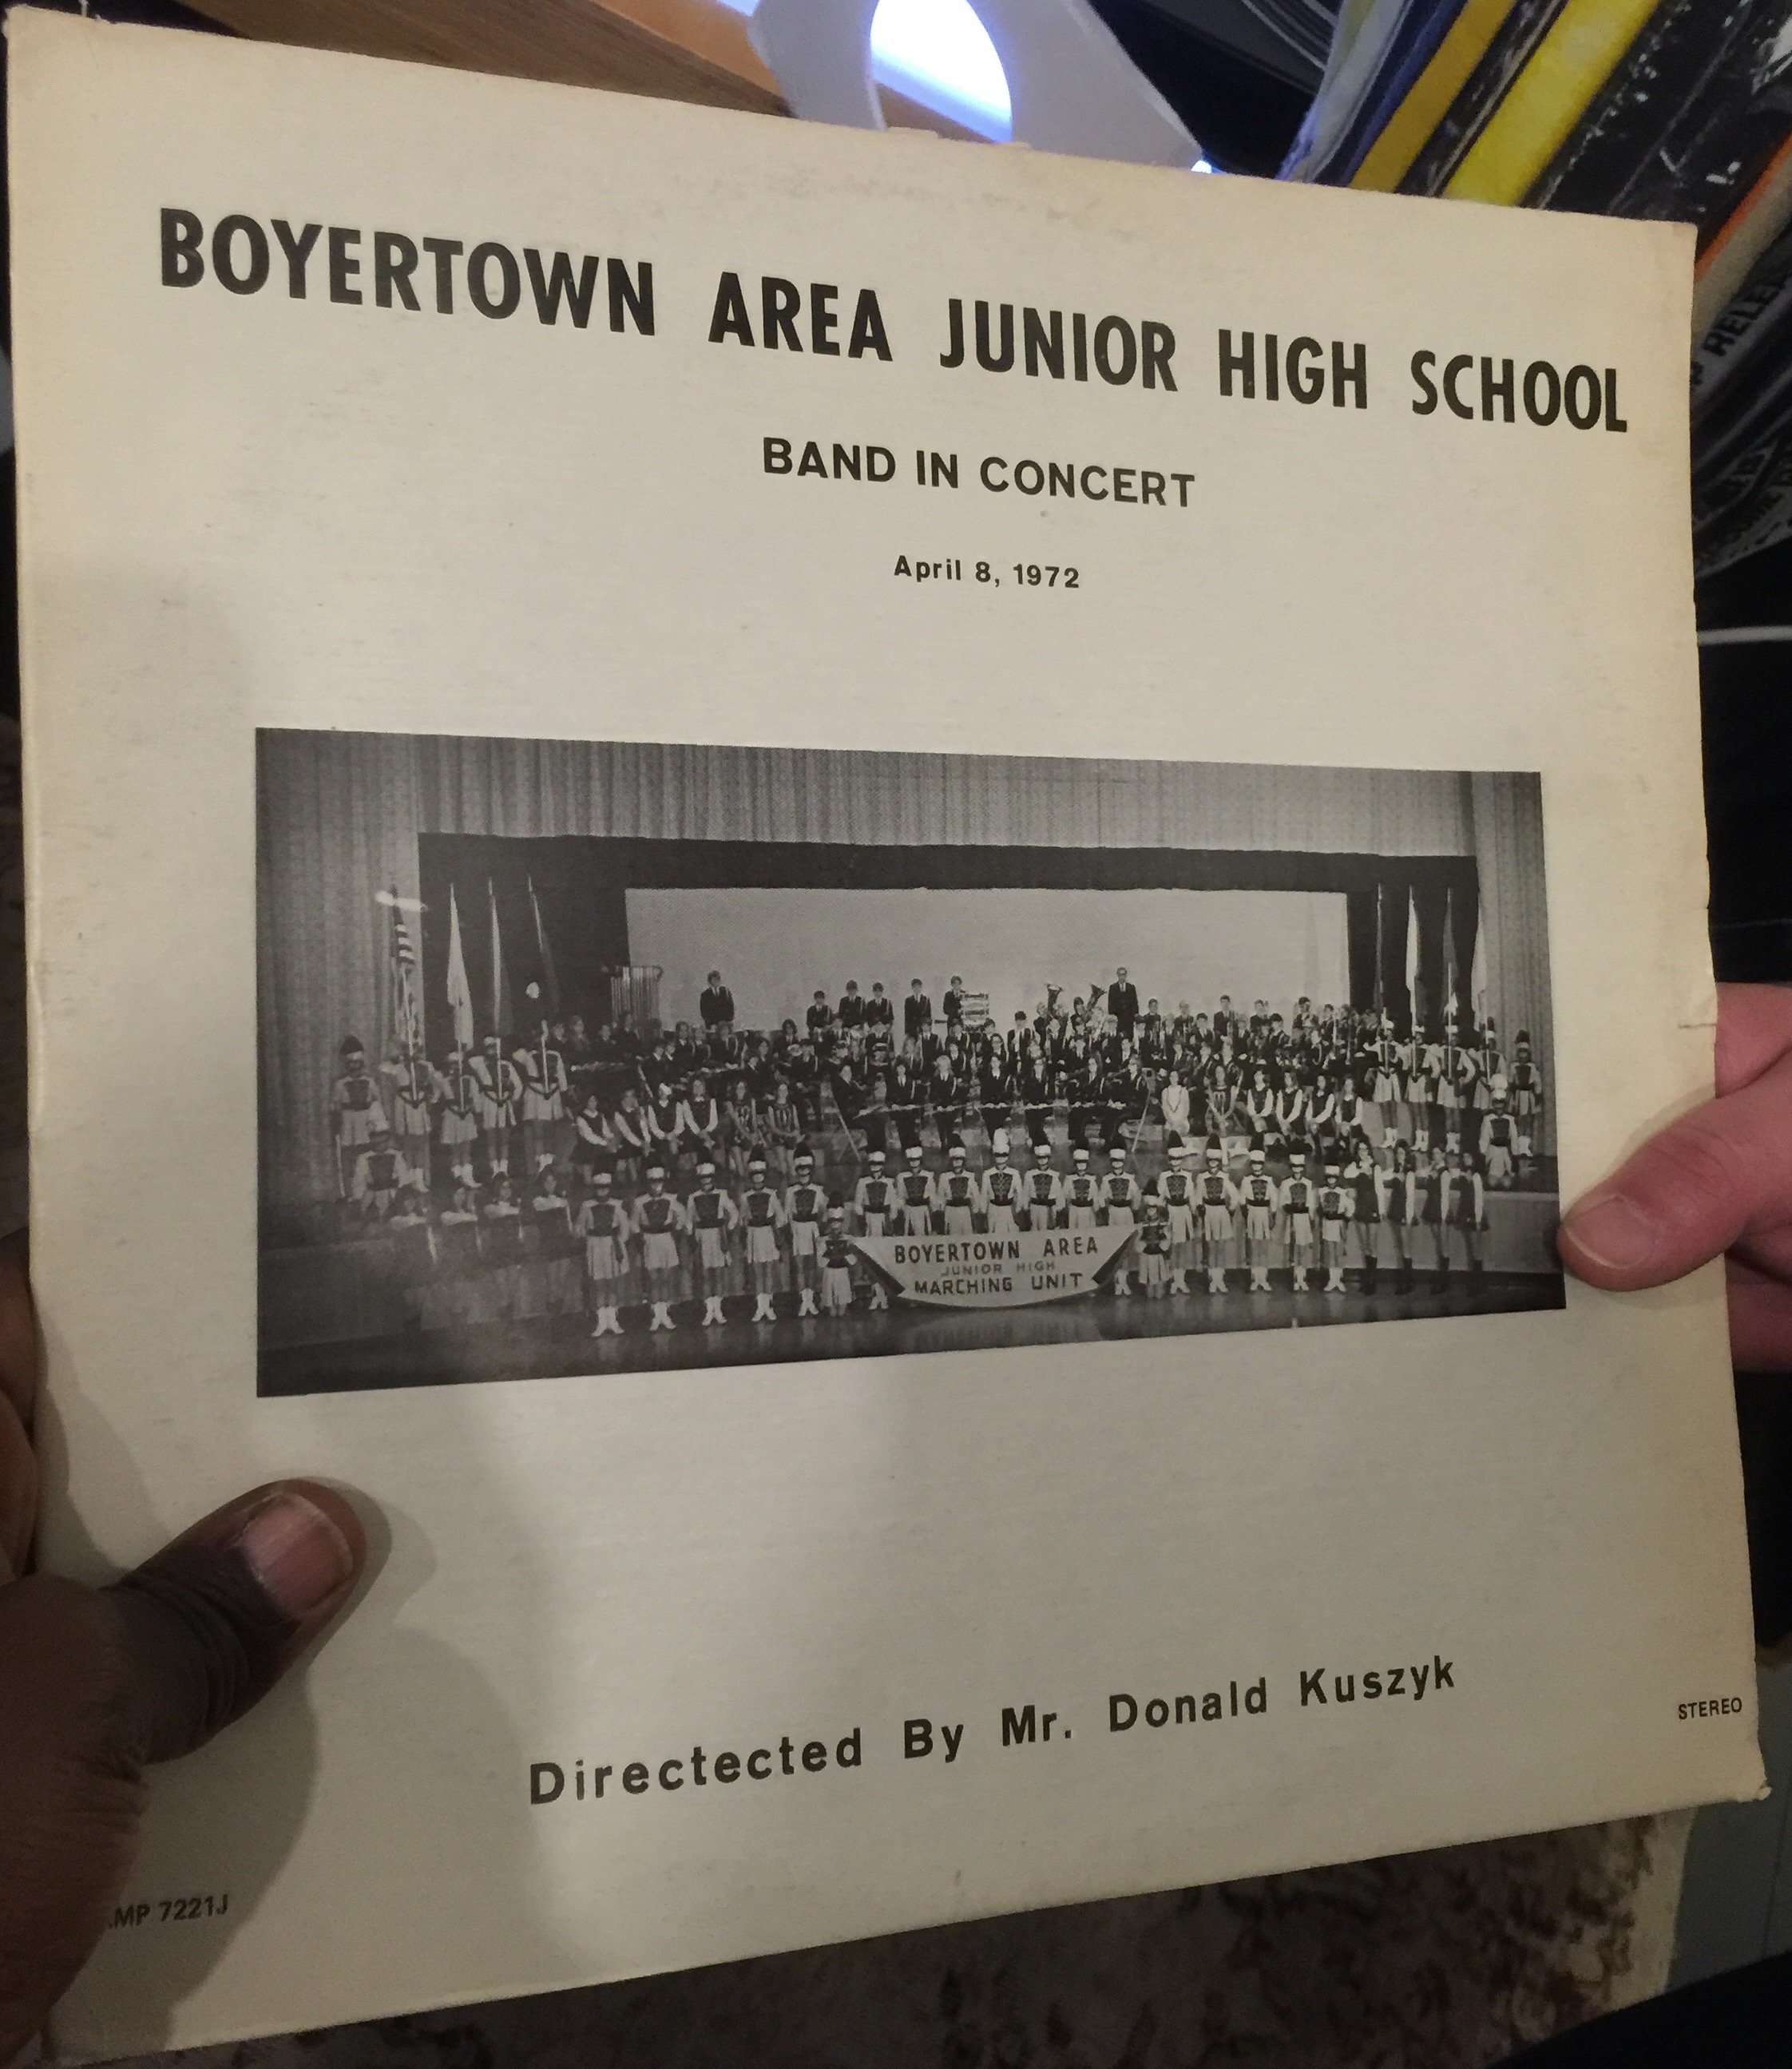 BOYERTOWN AREA JUNIOR HIGH SCHOOL
BAND IN CONCERT
April 8, 1972
BOYERTOWN AREA
JUNIOR HIGH
MARCHING UNIT
Directected By Mr. Donald Kuszyk
STEREO
MP 7221J
RELE